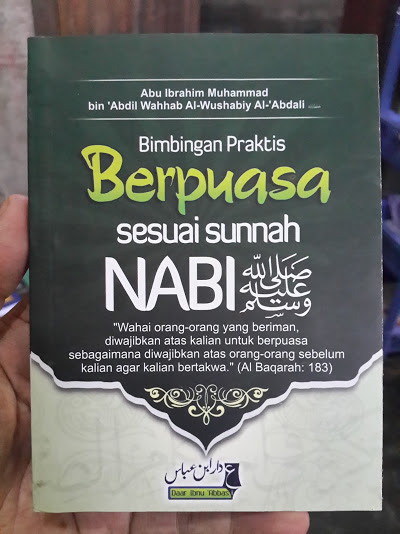 Abu Ibrahim Muhammad
bin 'Abdil Wahhab Al-Wushabiy Al-'Abdali
Bimbingan Praktis
Berpuasa
sesuai sunnah
NABI صلى الله عليه وسلم
"Wahai orang-orang yang beriman,
diwajibkan atas kalian untuk berpuasa
sebagaimana diwajibkan atas orang-orang sebelum
kalian agar kalian bertakwa." (Al Baqarah: 183)
دار ابن عباس
Daar Ibnu 'Abbas